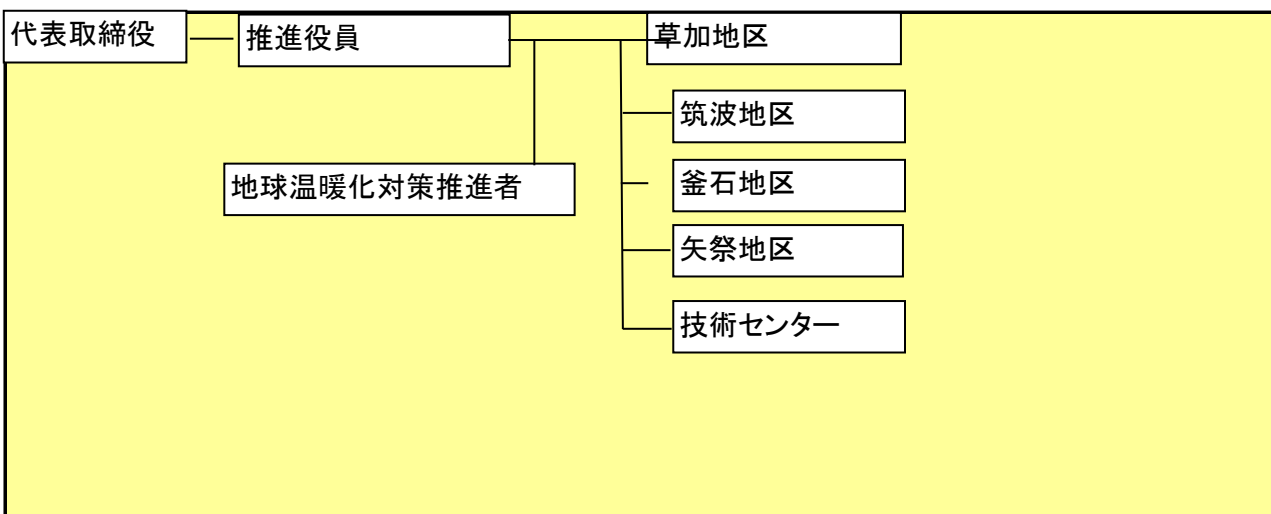 代表取締役
推進役員
草加地区
筑波地区
地球温暖化対策推進者
釜石地区
矢祭地区
技術センター